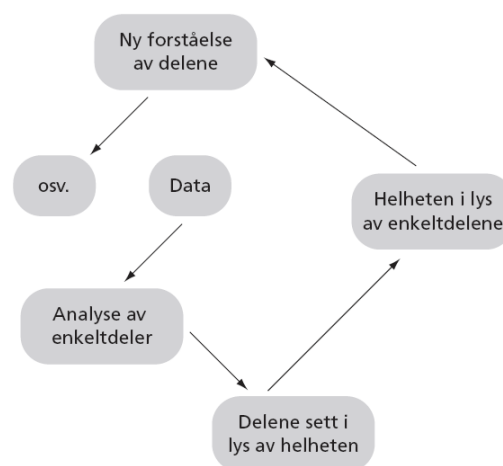 Ny forståelse
av delene
osv.
Data
Helheten i lys
av enkeltdelene
Analyse av
enkeltdeler
Delene sett i
lys av helheten